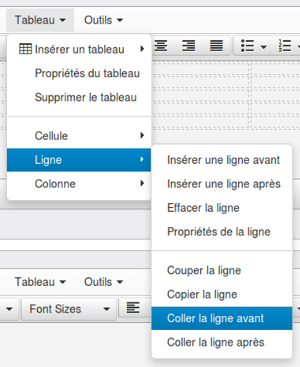 Tableau Outils
Insérer un tableau
Propriétés du tableau
Supprimer le tableau
Cellule
Ligne
Colonne
Insérer une ligne avant
Insérer une ligne après
Effacer la ligne
Propriétés de la ligne
Couper la ligne
Copier la ligne
Coller la ligne avant
Coller la ligne après
Tableau Outils
Font Sizes